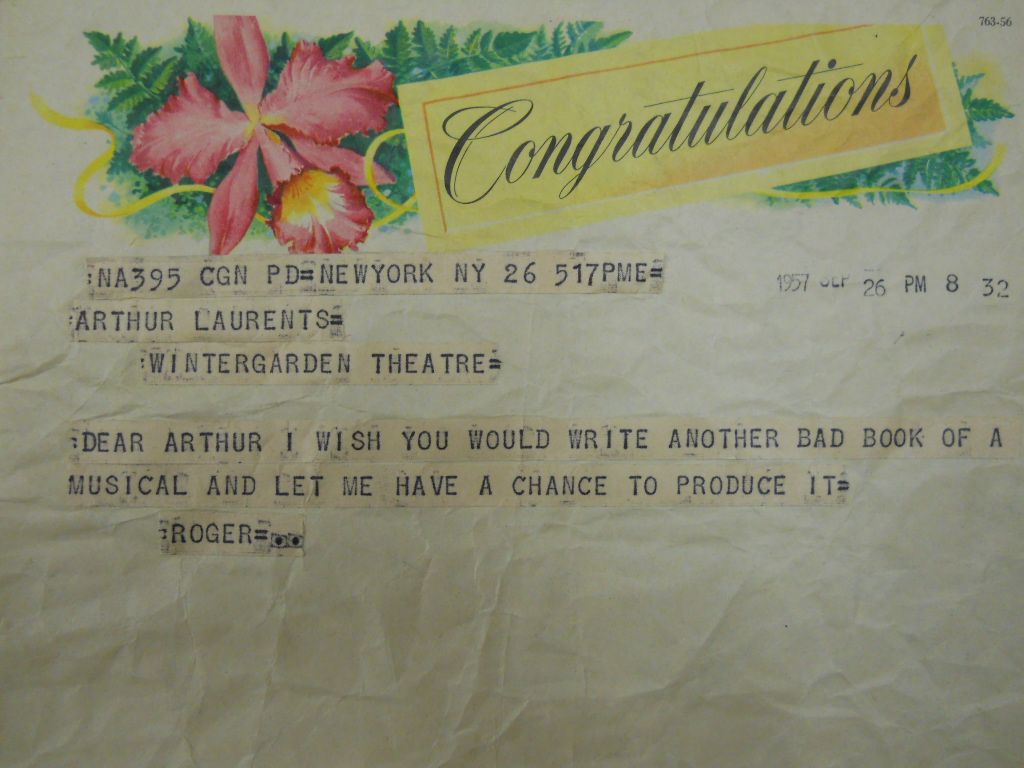 763-56
Congratulations
:NA395 CGN PD=NEWYORK NY 26 517PME=
1957 SEP 26 PM 8 32
:ARTHUR LAURENTS=
:WINTERGARDEN THEATRE=
:DEAR ARTHUR I WISH YOU WOULD WRITE ANOTHER BAD BOOK OF A
MUSICAL AND LET ME HAVE A CHANCE TO PRODUCE IT=
:ROGER=